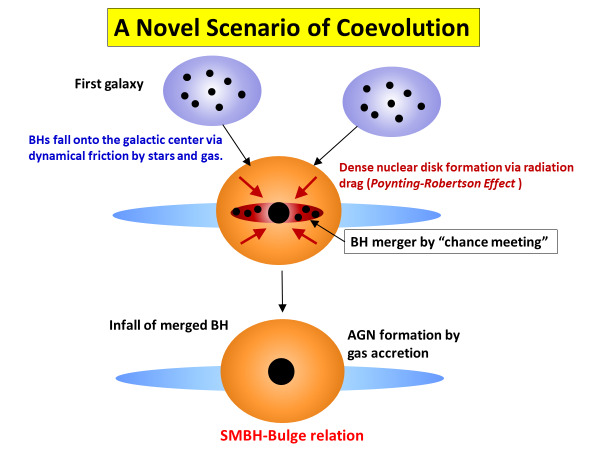 A Novel Scenario of Coevolution
First galaxy
BHs fall onto the galactic center via
dynamical friction by stars and gas.
Dense nuclear disk formation via radiation
drag (Poynting-Robertson Effect )
BH merger by “chance meeting”
Infall of merged BH
AGN formation by
gas accretion
SMBH-Bulge relation